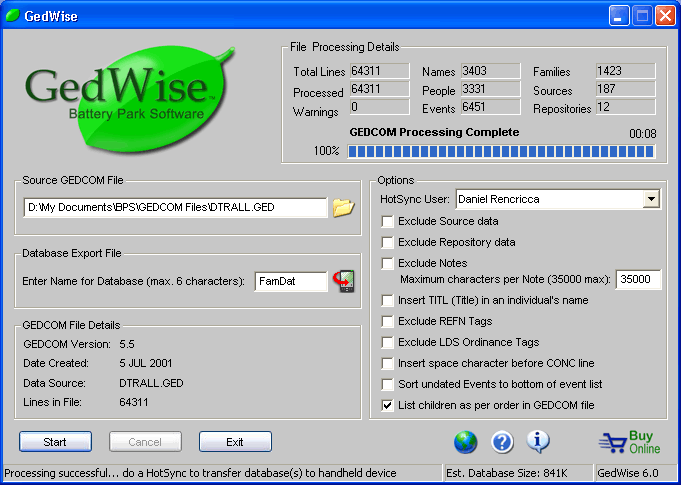 GedWise
GedWise™
Battery Park Software
File Processing Details
Total Lines 64311 Names 3403 Families 1423
Processed 64311 People 3331 Sources 187
Warnings 0 Events 6451 Repositories 12
GEDCOM Processing Complete 00:08
100%
Source GEDCOM File
D:\My Documents\BPS\GEDCOM Files\DTRALL.GED
Database Export File
Enter Name for Database (max. 6 characters): FamDat
GEDCOM File Details
GEDCOM Version: 5.5
Date Created: 5 JUL 2001
Data Source: DTRALL.GED
Lines in File: 64311
Options
HotSync User: Daniel Rencricca
Exclude Source data
Exclude Repository data
Exclude Notes
Maximum characters per Note (35000 max): 35000
Insert TITL (Title) in an individual's name
Exclude REFN Tags
Exclude LDS Ordinance Tags
Insert space character before CONC line
Sort undated Events to bottom of event list
List children as per order in GEDCOM file
Start Cancel Exit
Buy
Online
Processing successful... do a HotSync to transfer database(s) to handheld device Est. Database Size: 841K GedWise 6.0